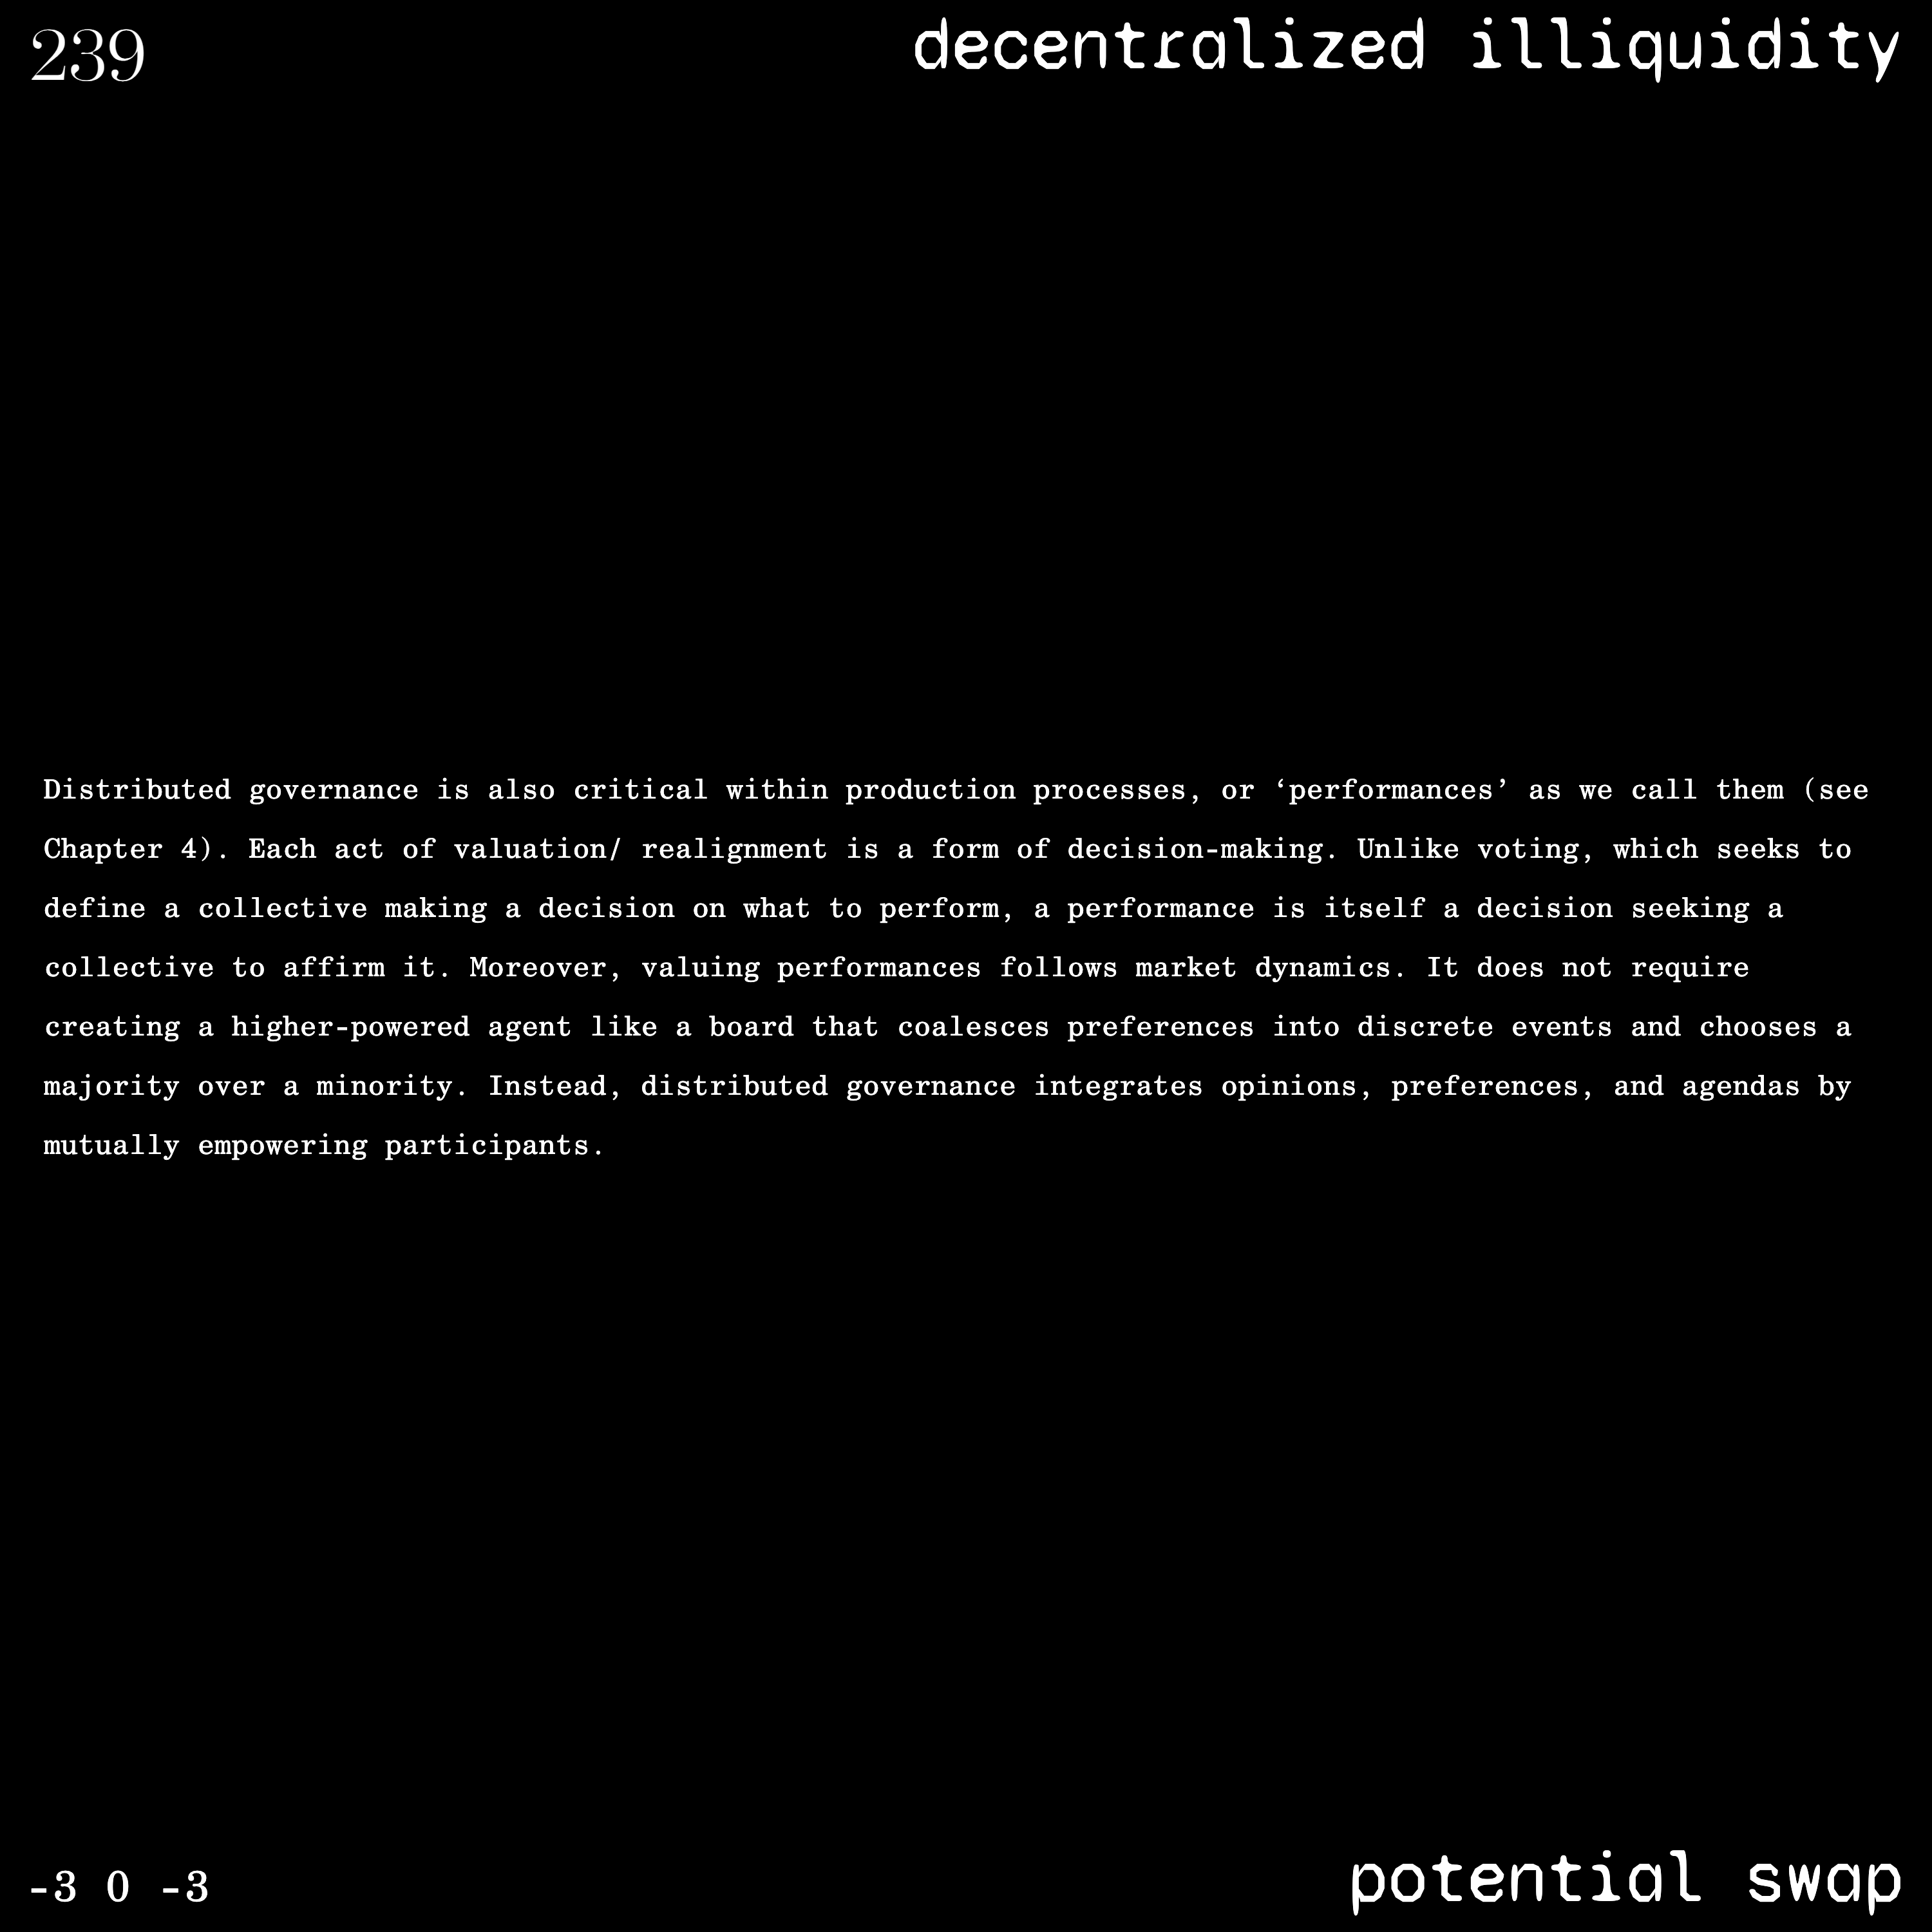 239
decentralized illiquidity
Distributed governance is also critical within production processes, or ‘performances’ as we call them (see
Chapter 4). Each act of valuation/ realignment is a form of decision-making. Unlike voting, which seeks to
define a collective making a decision on what to perform, a performance is itself a decision seeking a
collective to affirm it. Moreover, valuing performances follows market dynamics. It does not require
creating a higher-powered agent like a board that coalesces preferences into discrete events and chooses a
majority over a minority. Instead, distributed governance integrates opinions, preferences, and agendas by
mutually empowering participants.
-3 0 -3
potential swap